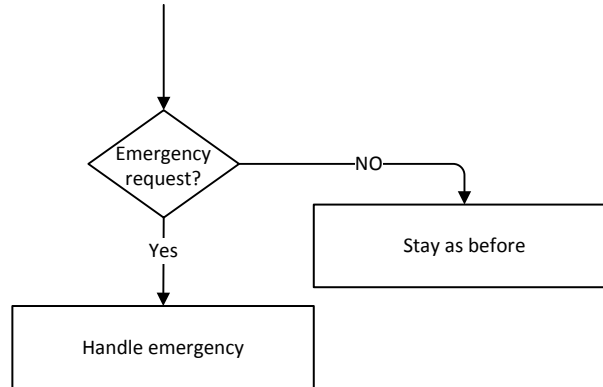 Emergency
request?
NO
Stay as before
Yes
Handle emergency